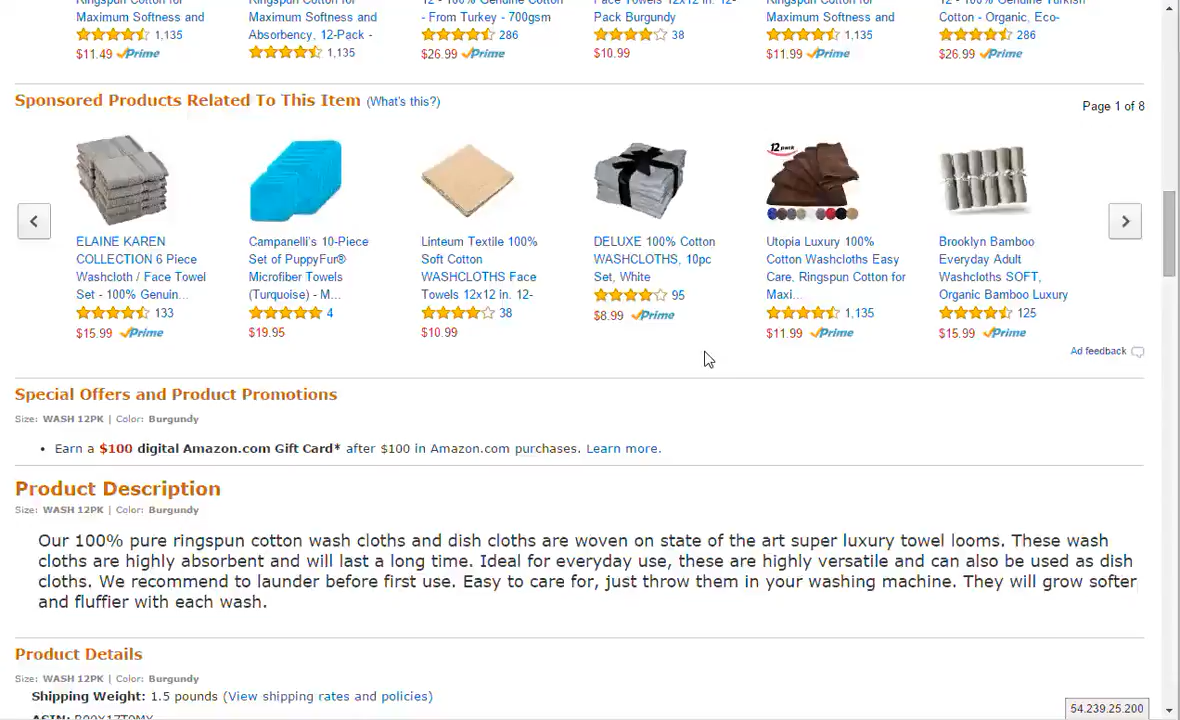 Ringspun Cotton for
Maximum Softness and
1,135
$11.49 Prime
Ringspun Cotton for
Maximum Softness and
Absorbency, 12-Pack -
1,135
12 - 100% Genuine Cotton
- From Turkey - 700gsm
286
$26.99 Prime
Face Towels 12x12 in. 12-
Pack Burgundy
38
$10.99
Ringspun Cotton for
Maximum Softness and
1,135
$11.99 Prime
12 - 100% Genuine Turkish
Cotton - Organic, Eco-
286
$26.99 Prime
Sponsored Products Related To This Item (What's this?)
Page 1 of 8
ELAINE KAREN
COLLECTION 6 Piece
Washcloth / Face Towel
Set - 100% Genuin...
133
$15.99 Prime
Campanelli's 10-Piece
Set of PuppyFur®
Microfiber Towels
(Turquoise) - M...
4
$19.95
Linteum Textile 100%
Soft Cotton
WASHCLOTHS Face
Towels 12x12 in. 12-
38
$10.99
DELUXE 100% Cotton
WASHCLOTHS, 10pc
Set, White
95
$8.99 Prime
12 pack
Utopia Luxury 100%
Cotton Washcloths Easy
Care, Ringspun Cotton for
Maxi...
1,135
$11.99 Prime
Brooklyn Bamboo
Everyday Adult
Washcloths SOFT,
Organic Bamboo Luxury
125
$15.99 Prime
Ad feedback
Special Offers and Product Promotions
Size: WASH 12PK | Color: Burgundy
• Earn a $100 digital Amazon.com Gift Card* after $100 in Amazon.com purchases. Learn more.
Product Description
Size: WASH 12PK | Color: Burgundy
Our 100% pure ringspun cotton wash cloths and dish cloths are woven on state of the art super luxury towel looms. These wash
cloths are highly absorbent and will last a long time. Ideal for everyday use, these are highly versatile and can also be used as dish
cloths. We recommend to launder before first use. Easy to care for, just throw them in your washing machine. They will grow softer
and fluffier with each wash.
Product Details
Size: WASH 12PK | Color: Burgundy
Shipping Weight: 1.5 pounds (View shipping rates and policies)
ASIN:
54.239.25.200